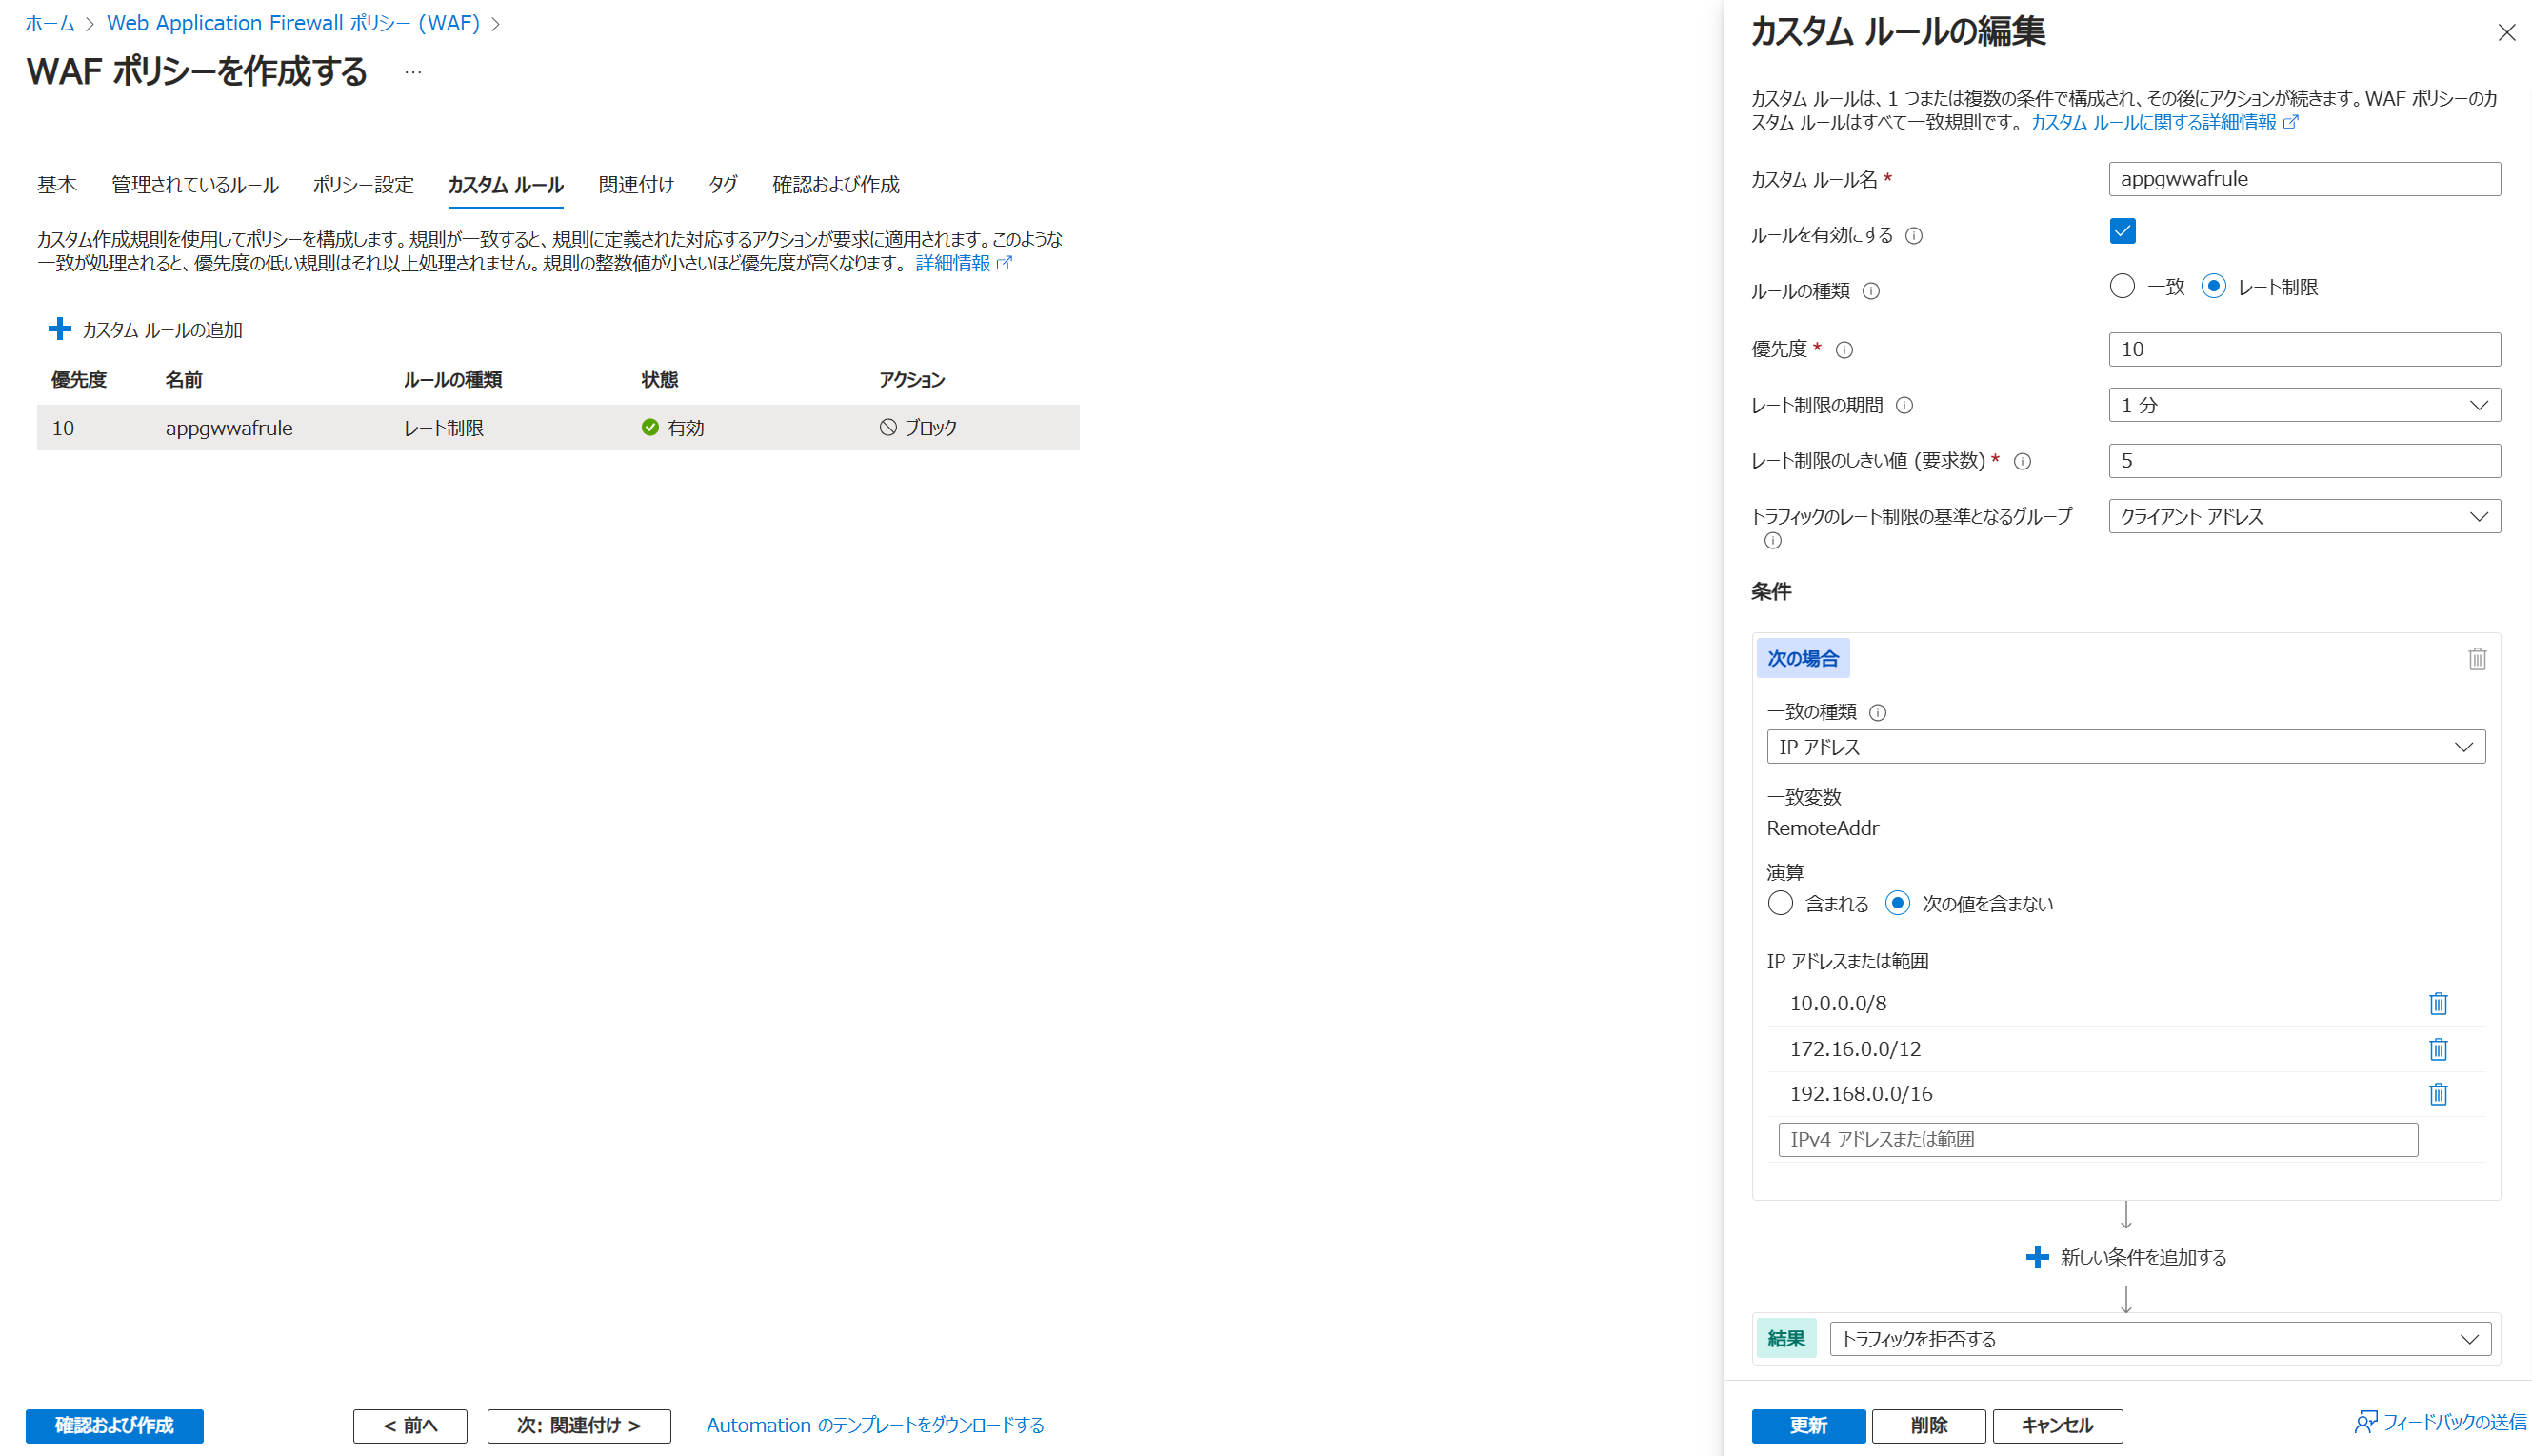 ホーム > Web Application Firewall ポリシー (WAF) >
WAF ポリシーを作成する ...
基本 管理されているルール ポリシー設定 カスタム ルール 関連付け タグ 確認および作成
カスタム作成規則を使用してポリシーを構成します。規則が一致すると、規則に定義された対応するアクションが要求に適用されます。このような
一致が処理されると、優先度の低い規則はそれ以上処理されません。規則の整数値が小さいほど優先度が高くなります。 詳細情報
カスタム ルールの追加
優先度 名前 ルールの種類 状態 アクション
10 appgwwafrule レート制限 有効 ブロック
確認および作成 < 前へ 次: 関連付け > Automation のテンプレートをダウンロードする
カスタム ルールの編集
カスタム ルールは、1 つまたは複数の条件で構成され、その後にアクションが続きます。WAF ポリシーのカ
スタム ルールはすべて一致規則です。 カスタム ルールに関する詳細情報
カスタム ルール名 * appgwwafrule
ルールを有効にする
ルールの種類 一致 レート制限
優先度 * 10
レート制限の期間 1 分
レート制限のしきい値 (要求数) * 5
トラフィックのレート制限の基準となるグループ クライアント アドレス
条件
次の場合
一致の種類
IP アドレス
一致変数
RemoteAddr
演算
含まれる 次の値を含まない
IP アドレスまたは範囲
10.0.0.0/8
172.16.0.0/12
192.168.0.0/16
IPv4 アドレスまたは範囲
新しい条件を追加する
結果 トラフィックを拒否する
更新 削除 キャンセル フィードバックの送信